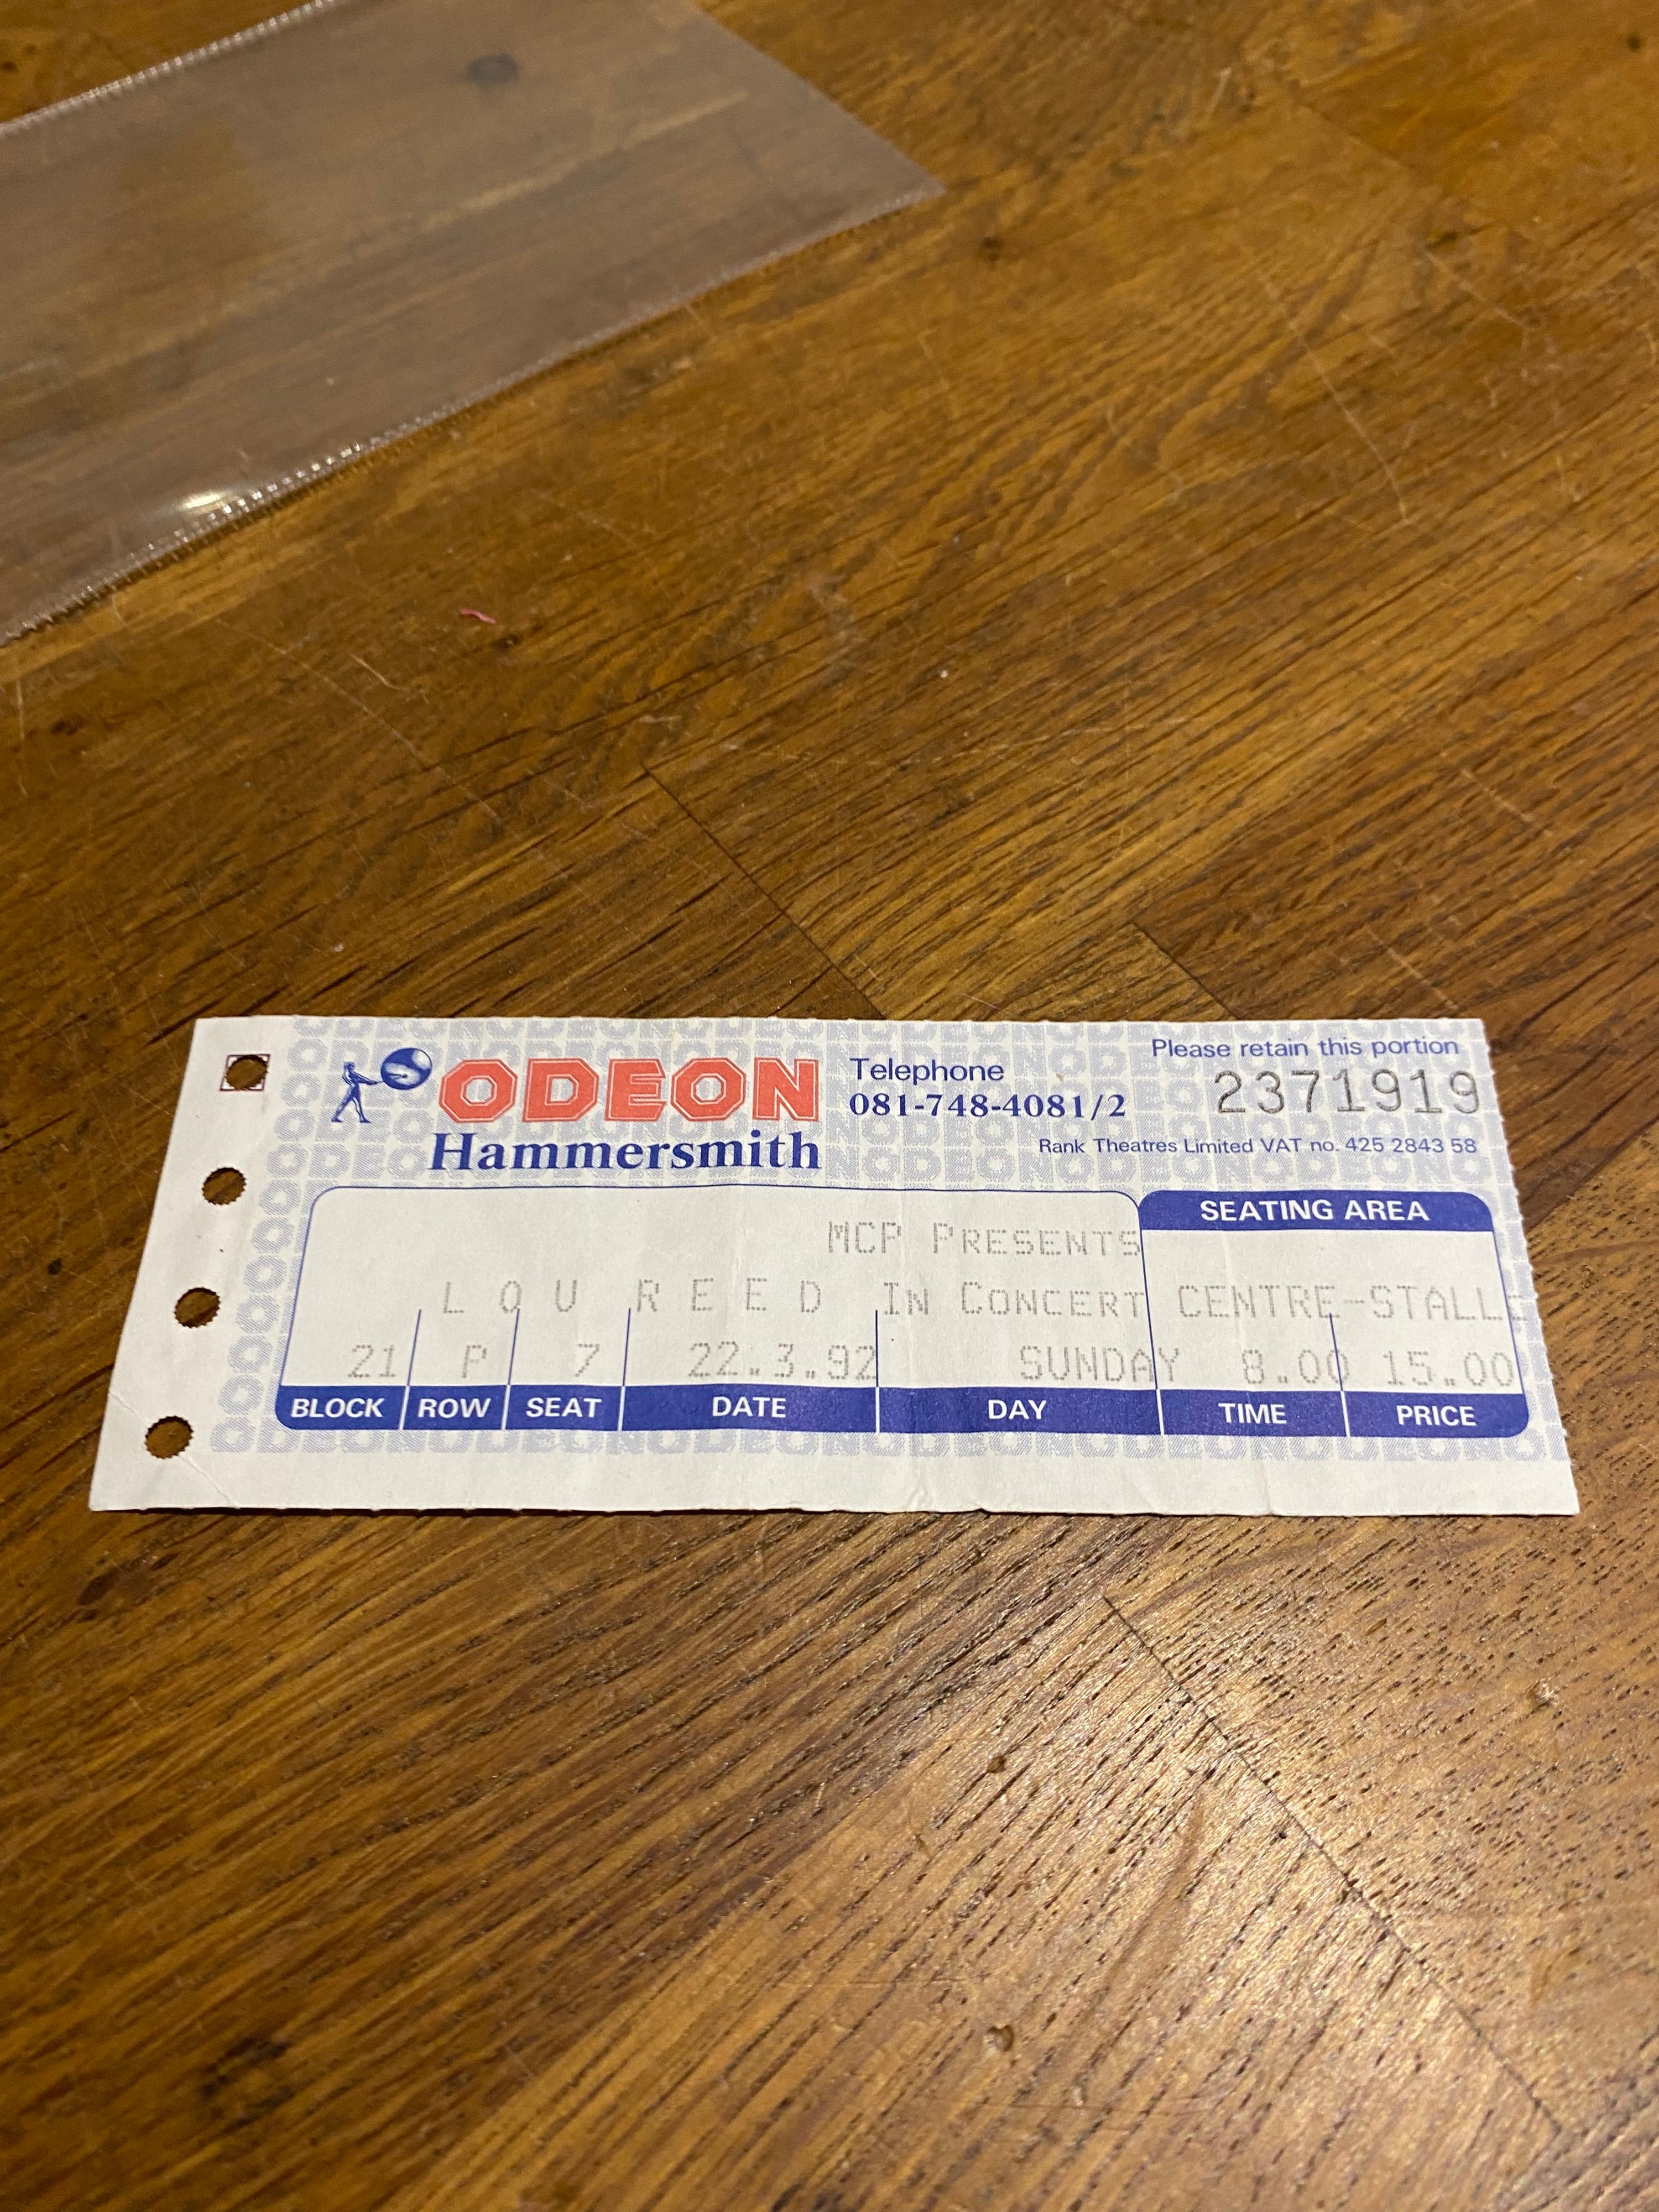 ODEON
Hammersmith
Telephone
081-748-4081/2
Please retain this portion
2371919
Rank Theatres Limited VAT no. 425 2843 58
SEATING AREA
MCP PRESENTS
L O U R E E D IN CONCERT CENTRE-STALLS
21 P 7 22.3.92 SUNDAY 8.00 15.00
BLOCK ROW SEAT DATE DAY TIME PRICE